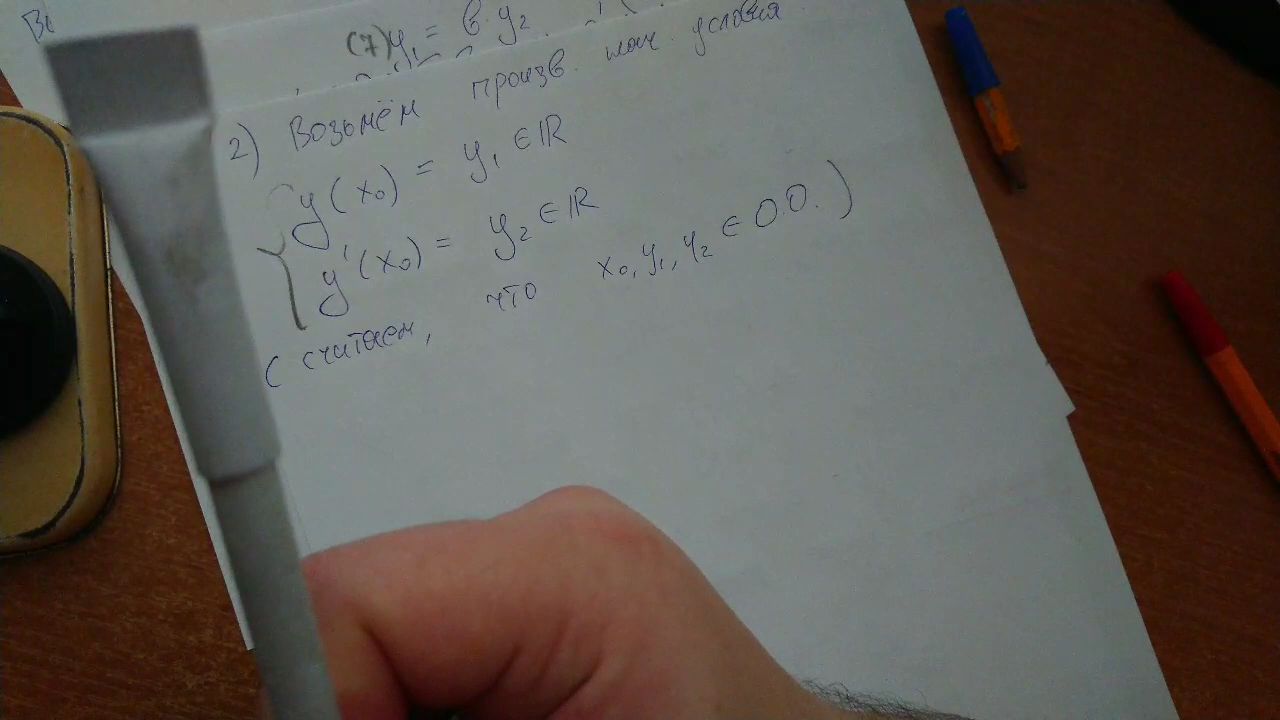 (7) y₁ = b·y₂
2) Возьмём произв. нач. условия
y(x₀) = y₁ ∈ ℝ
y'(x₀) = y₂ ∈ ℝ
( считаем, что x₀, y₁, y₂ ∈ О.О. )